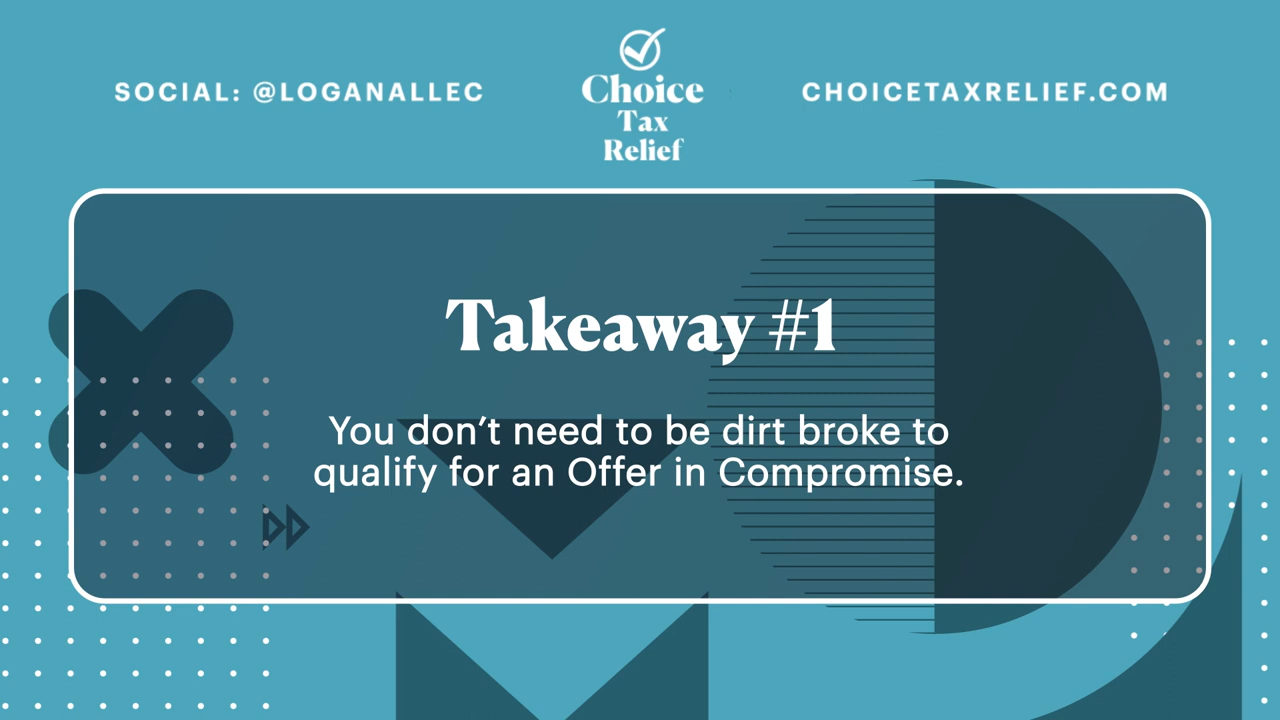 SOCIAL: @LOGANALLEC
Choice
Tax
Relief
CHOICETAXRELIEF.COM
Takeaway #1
You don’t need to be dirt broke to
qualify for an Offer in Compromise.